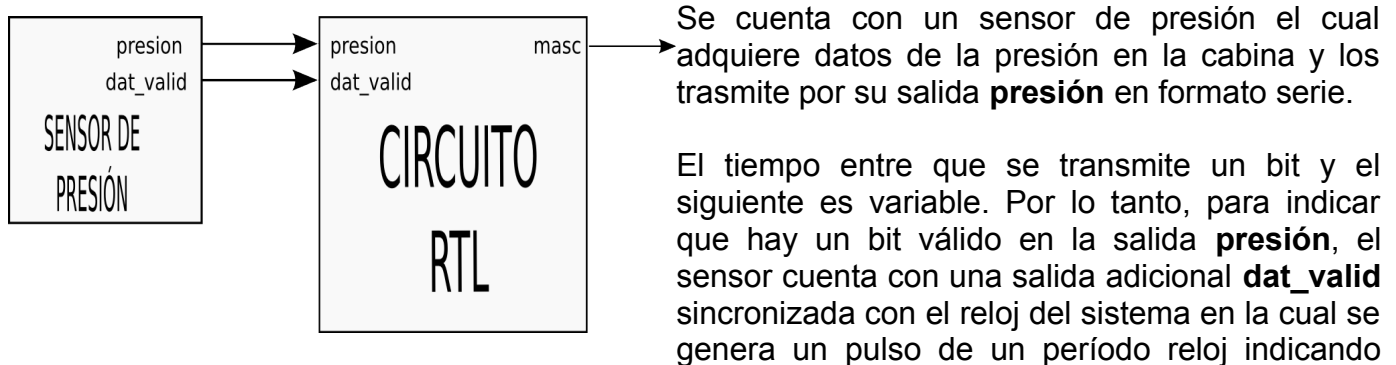 presion
dat_valid
SENSOR DE
PRESIÓN
presion
masc
dat_valid
CIRCUITO
RTL
Se cuenta con un sensor de presión el cual
adquiere datos de la presión en la cabina y los
trasmite por su salida presión en formato serie.
El tiempo entre que se transmite un bit y el
siguiente es variable. Por lo tanto, para indicar
que hay un bit válido en la salida presión, el
sensor cuenta con una salida adicional dat_valid
sincronizada con el reloj del sistema en la cual se
genera un pulso de un período reloj indicando